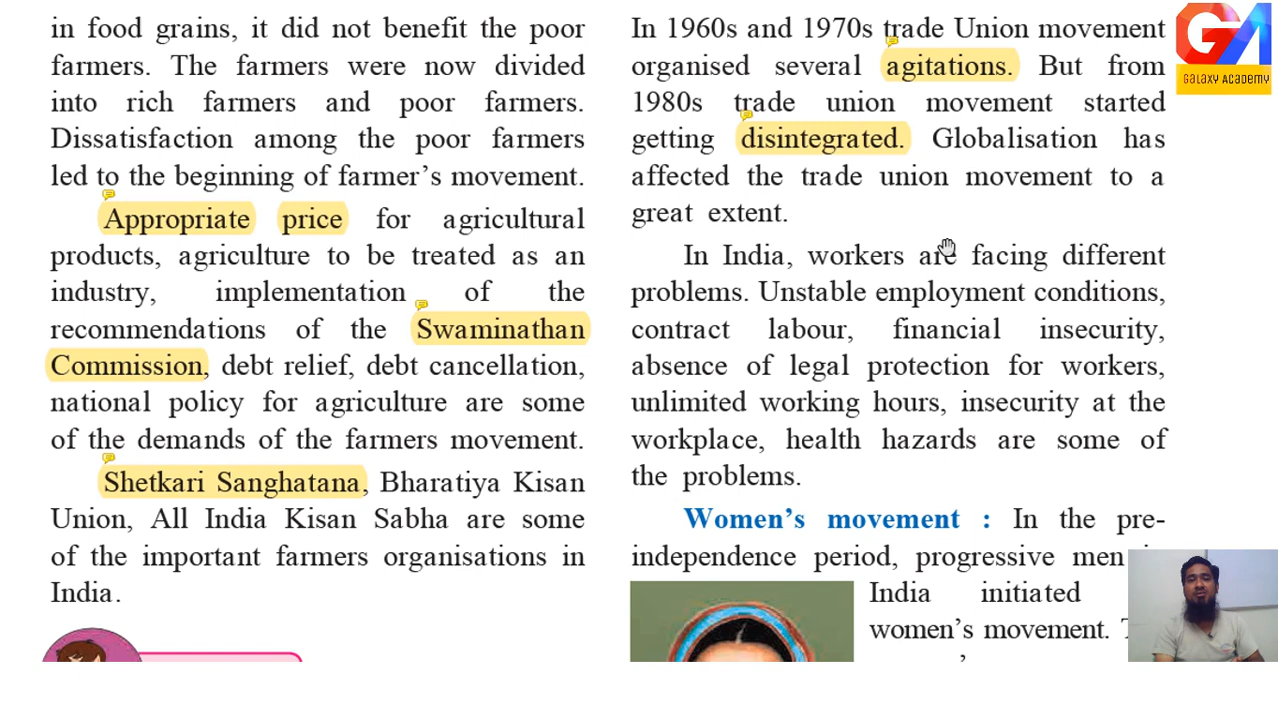 in food grains, it did not benefit the poor
farmers. The farmers were now divided
into rich farmers and poor farmers.
Dissatisfaction among the poor farmers
led to the beginning of farmer's movement.
Appropriate price for agricultural
products, agriculture to be treated as an
industry, implementation of the
recommendations of the Swaminathan
Commission, debt relief, debt cancellation,
national policy for agriculture are some
of the demands of the farmers movement.
Shetkari Sanghatana, Bharatiya Kisan
Union, All India Kisan Sabha are some
of the important farmers organisations in
India.
In 1960s and 1970s trade Union movement
organised several agitations. But from
1980s trade union movement started
getting disintegrated. Globalisation has
affected the trade union movement to a
great extent.
In India, workers are facing different
problems. Unstable employment conditions,
contract labour, financial insecurity,
absence of legal protection for workers,
unlimited working hours, insecurity at the
workplace, health hazards are some of
the problems.
Women's movement : In the pre-
independence period, progressive men
India initiated
women's movement.
GA
GALAXY ACADEMY